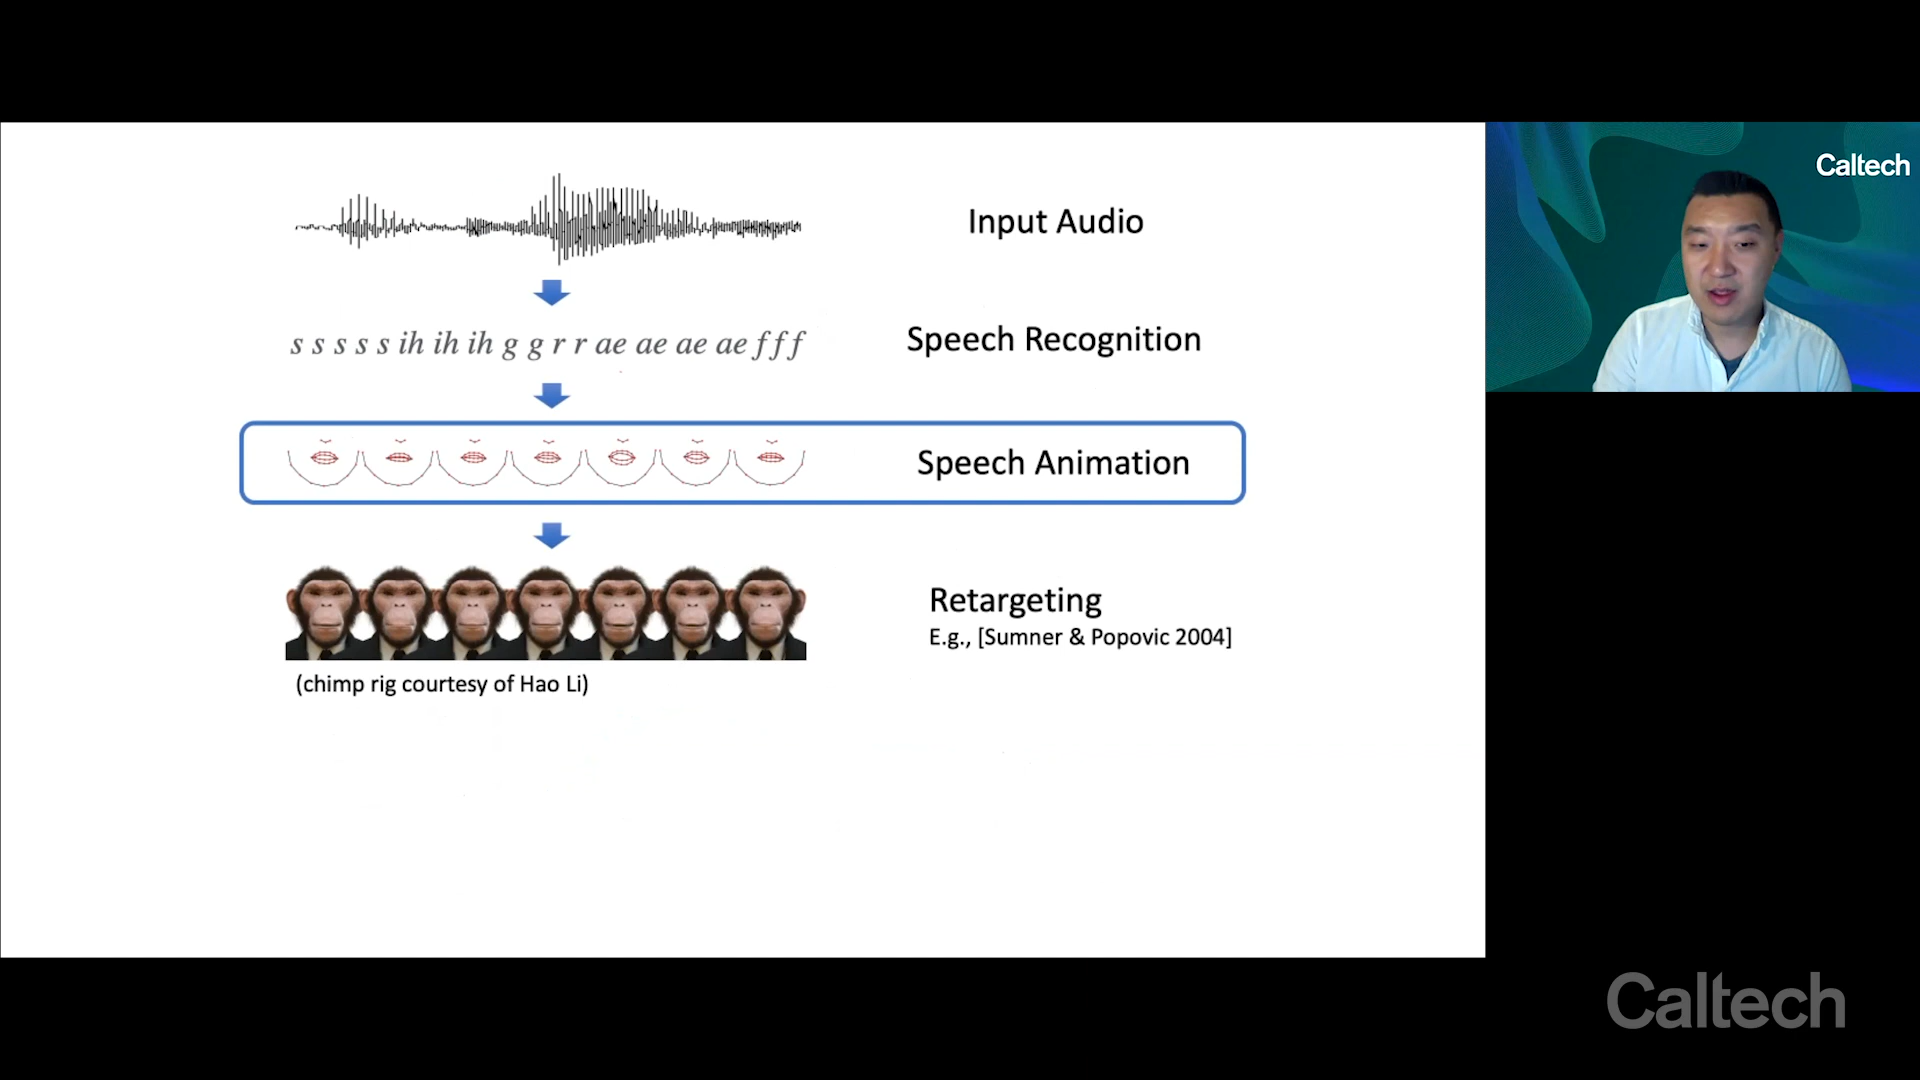 Input Audio
s s s s s ih ih ih g g r r ae ae ae ae f f f
Speech Recognition
Speech Animation
Retargeting
E.g., [Sumner & Popovic 2004]
(chimp rig courtesy of Hao Li)
Caltech
Caltech